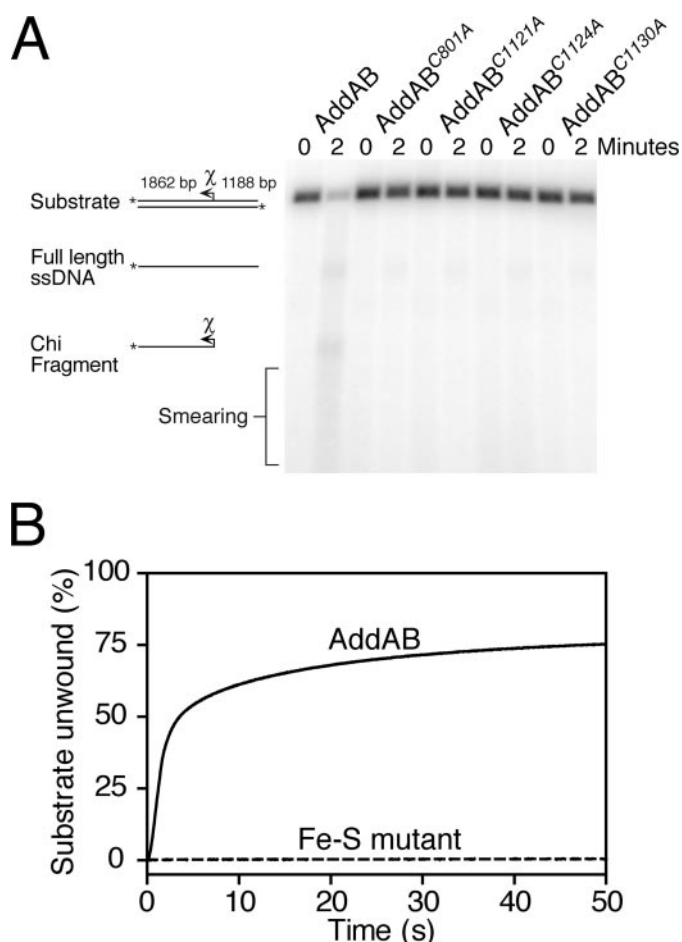 A
AddAB
AddAB^C801A
AddAB^C1121A
AddAB^C1124A
AddAB^C1130A
0 2 0 2 0 2 0 2 0 2 Minutes
χ
1862 bp 1188 bp
Substrate * *
Full length
ssDNA *
χ
Chi
Fragment *
Smearing
B
Substrate unwound (%)
100
75
50
25
0
AddAB
Fe-S mutant
0 10 20 30 40 50
Time (s)